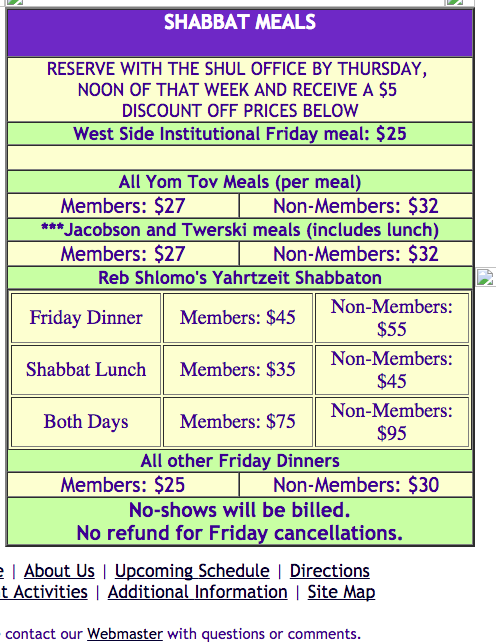 SHABBAT MEALS
RESERVE WITH THE SHUL OFFICE BY THURSDAY,
NOON OF THAT WEEK AND RECEIVE A $5
DISCOUNT OFF PRICES BELOW
West Side Institutional Friday meal: $25
All Yom Tov Meals (per meal)
Members: $27 Non-Members: $32
***Jacobson and Twerski meals (includes lunch)
Members: $27 Non-Members: $32
Reb Shlomo's Yahrtzeit Shabbaton
Friday Dinner Members: $45 Non-Members: $55
Shabbat Lunch Members: $35 Non-Members: $45
Both Days Members: $75 Non-Members: $95
All other Friday Dinners
Members: $25 Non-Members: $30
No-shows will be billed.
No refund for Friday cancellations.
| About Us | Upcoming Schedule | Directions
Activities | Additional Information | Site Map
contact our Webmaster with questions or comments.